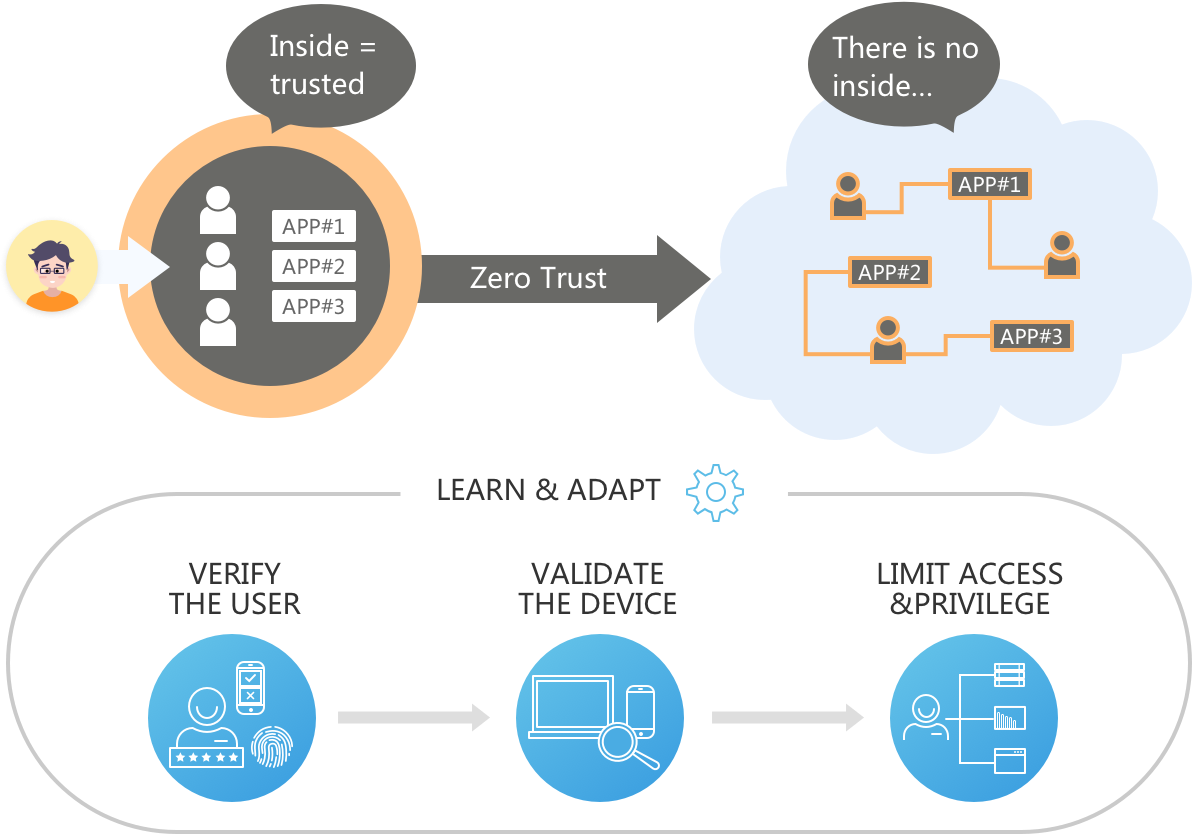 Inside =
trusted
There is no
inside...
APP#1
APP#2
APP#3
Zero Trust
APP#1
APP#2
APP#3
LEARN & ADAPT
VERIFY
THE USER
VALIDATE
THE DEVICE
LIMIT ACCESS
&PRIVILEGE